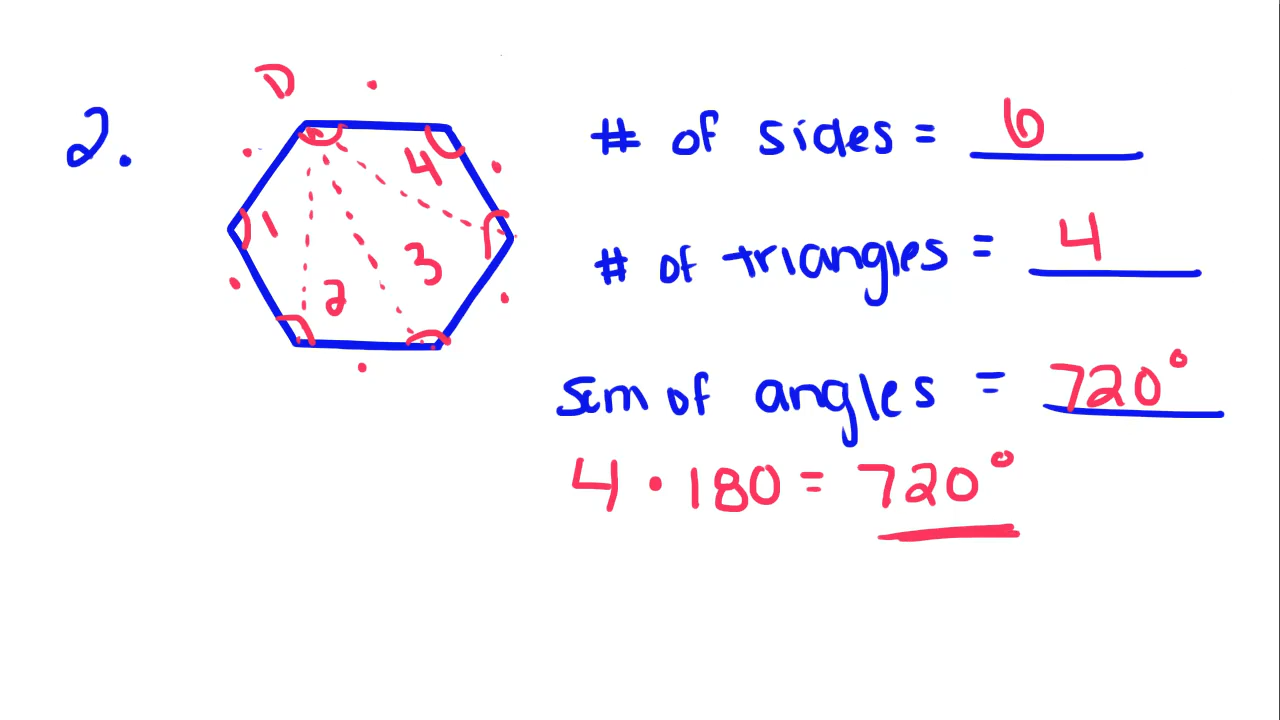 2.
D
1
2
3
4
# of sides = 6
# of triangles = 4
sum of angles = 720°
4 · 180 = 720°